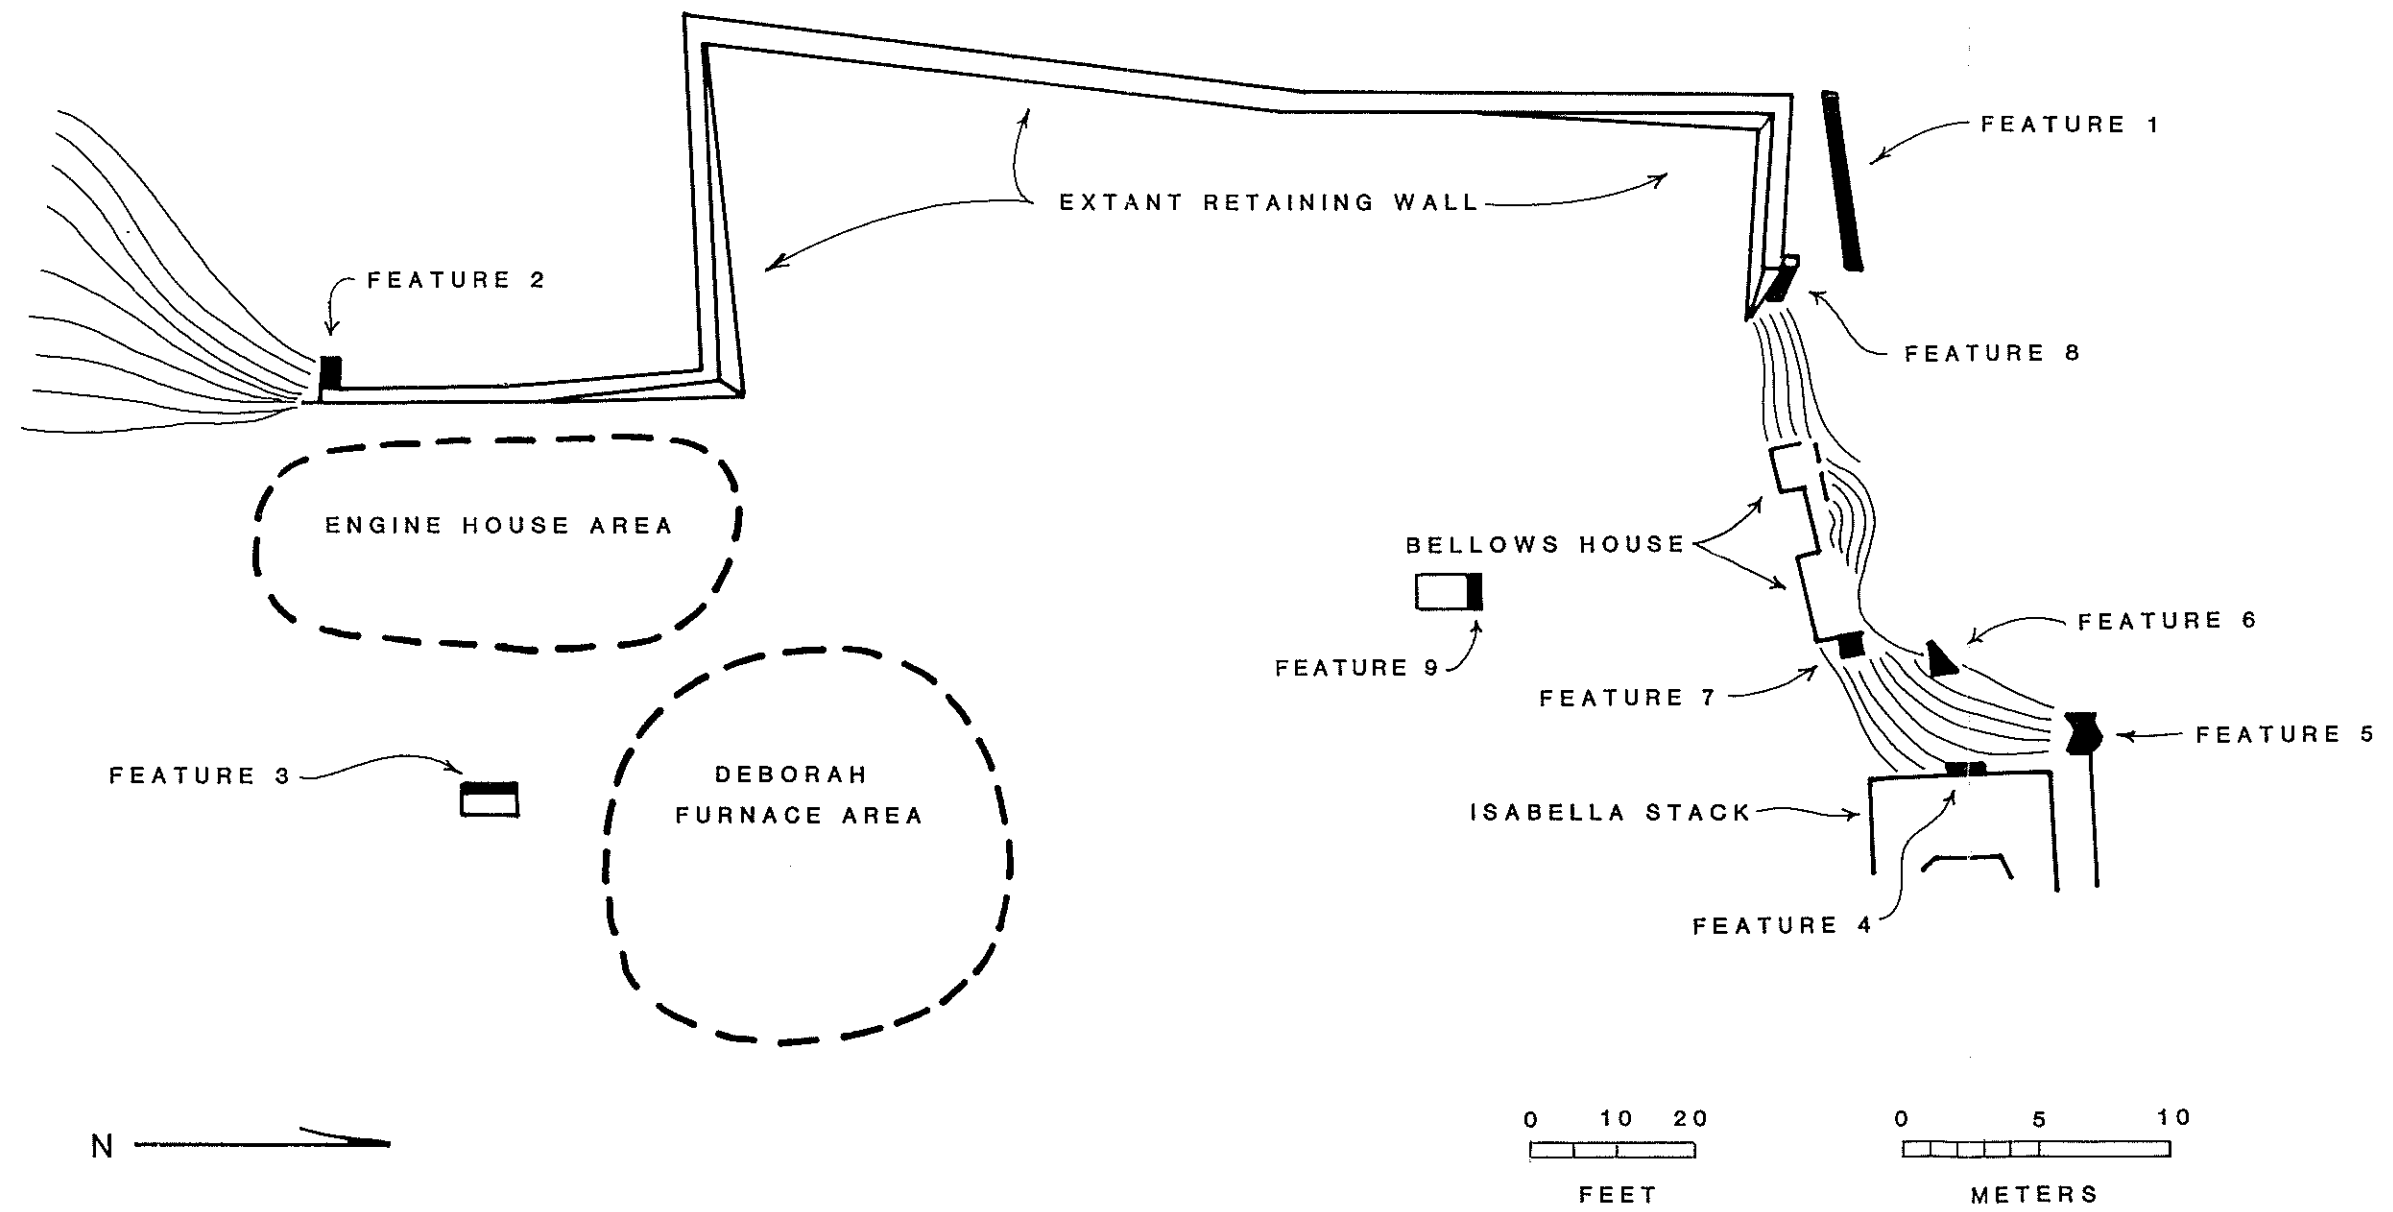 FEATURE 1
EXTANT RETAINING WALL
FEATURE 2
FEATURE 8
ENGINE HOUSE AREA
BELLOWS HOUSE
FEATURE 6
FEATURE 9
FEATURE 7
FEATURE 5
FEATURE 3
DEBORAH
FURNACE AREA
ISABELLA STACK
FEATURE 4
N
0 10 20
FEET
0 5 10
METERS